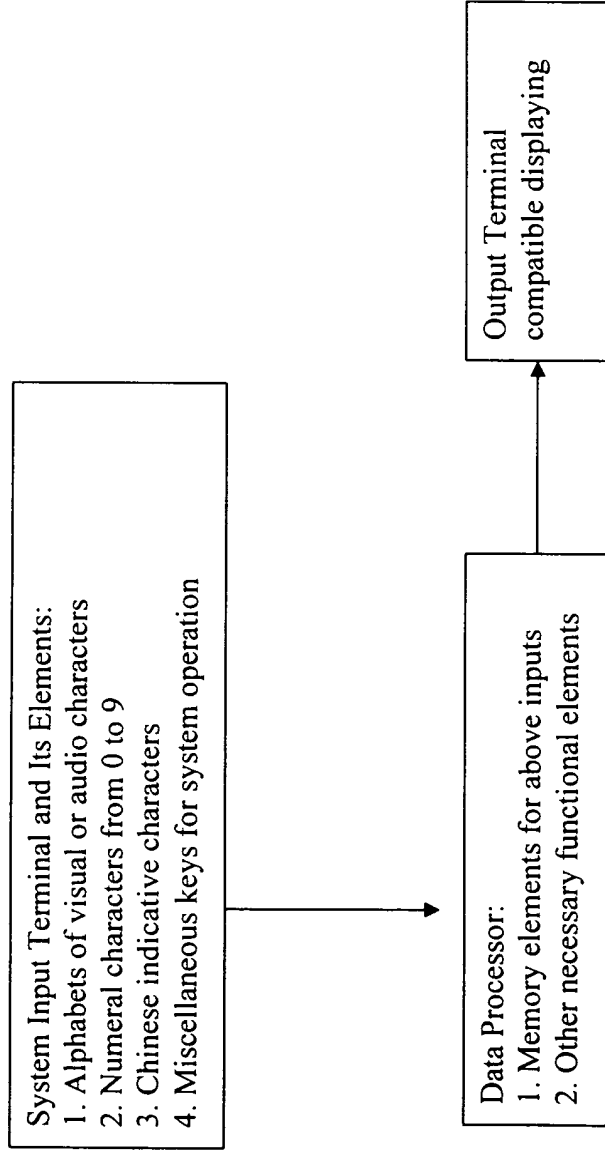 System Input Terminal and Its Elements:
1. Alphabets of visual or audio characters
2. Numeral characters from 0 to 9
3. Chinese indicative characters
4. Miscellaneous keys for system operation
Data Processor:
1. Memory elements for above inputs
2. Other necessary functional elements
Output Terminal
compatible displaying